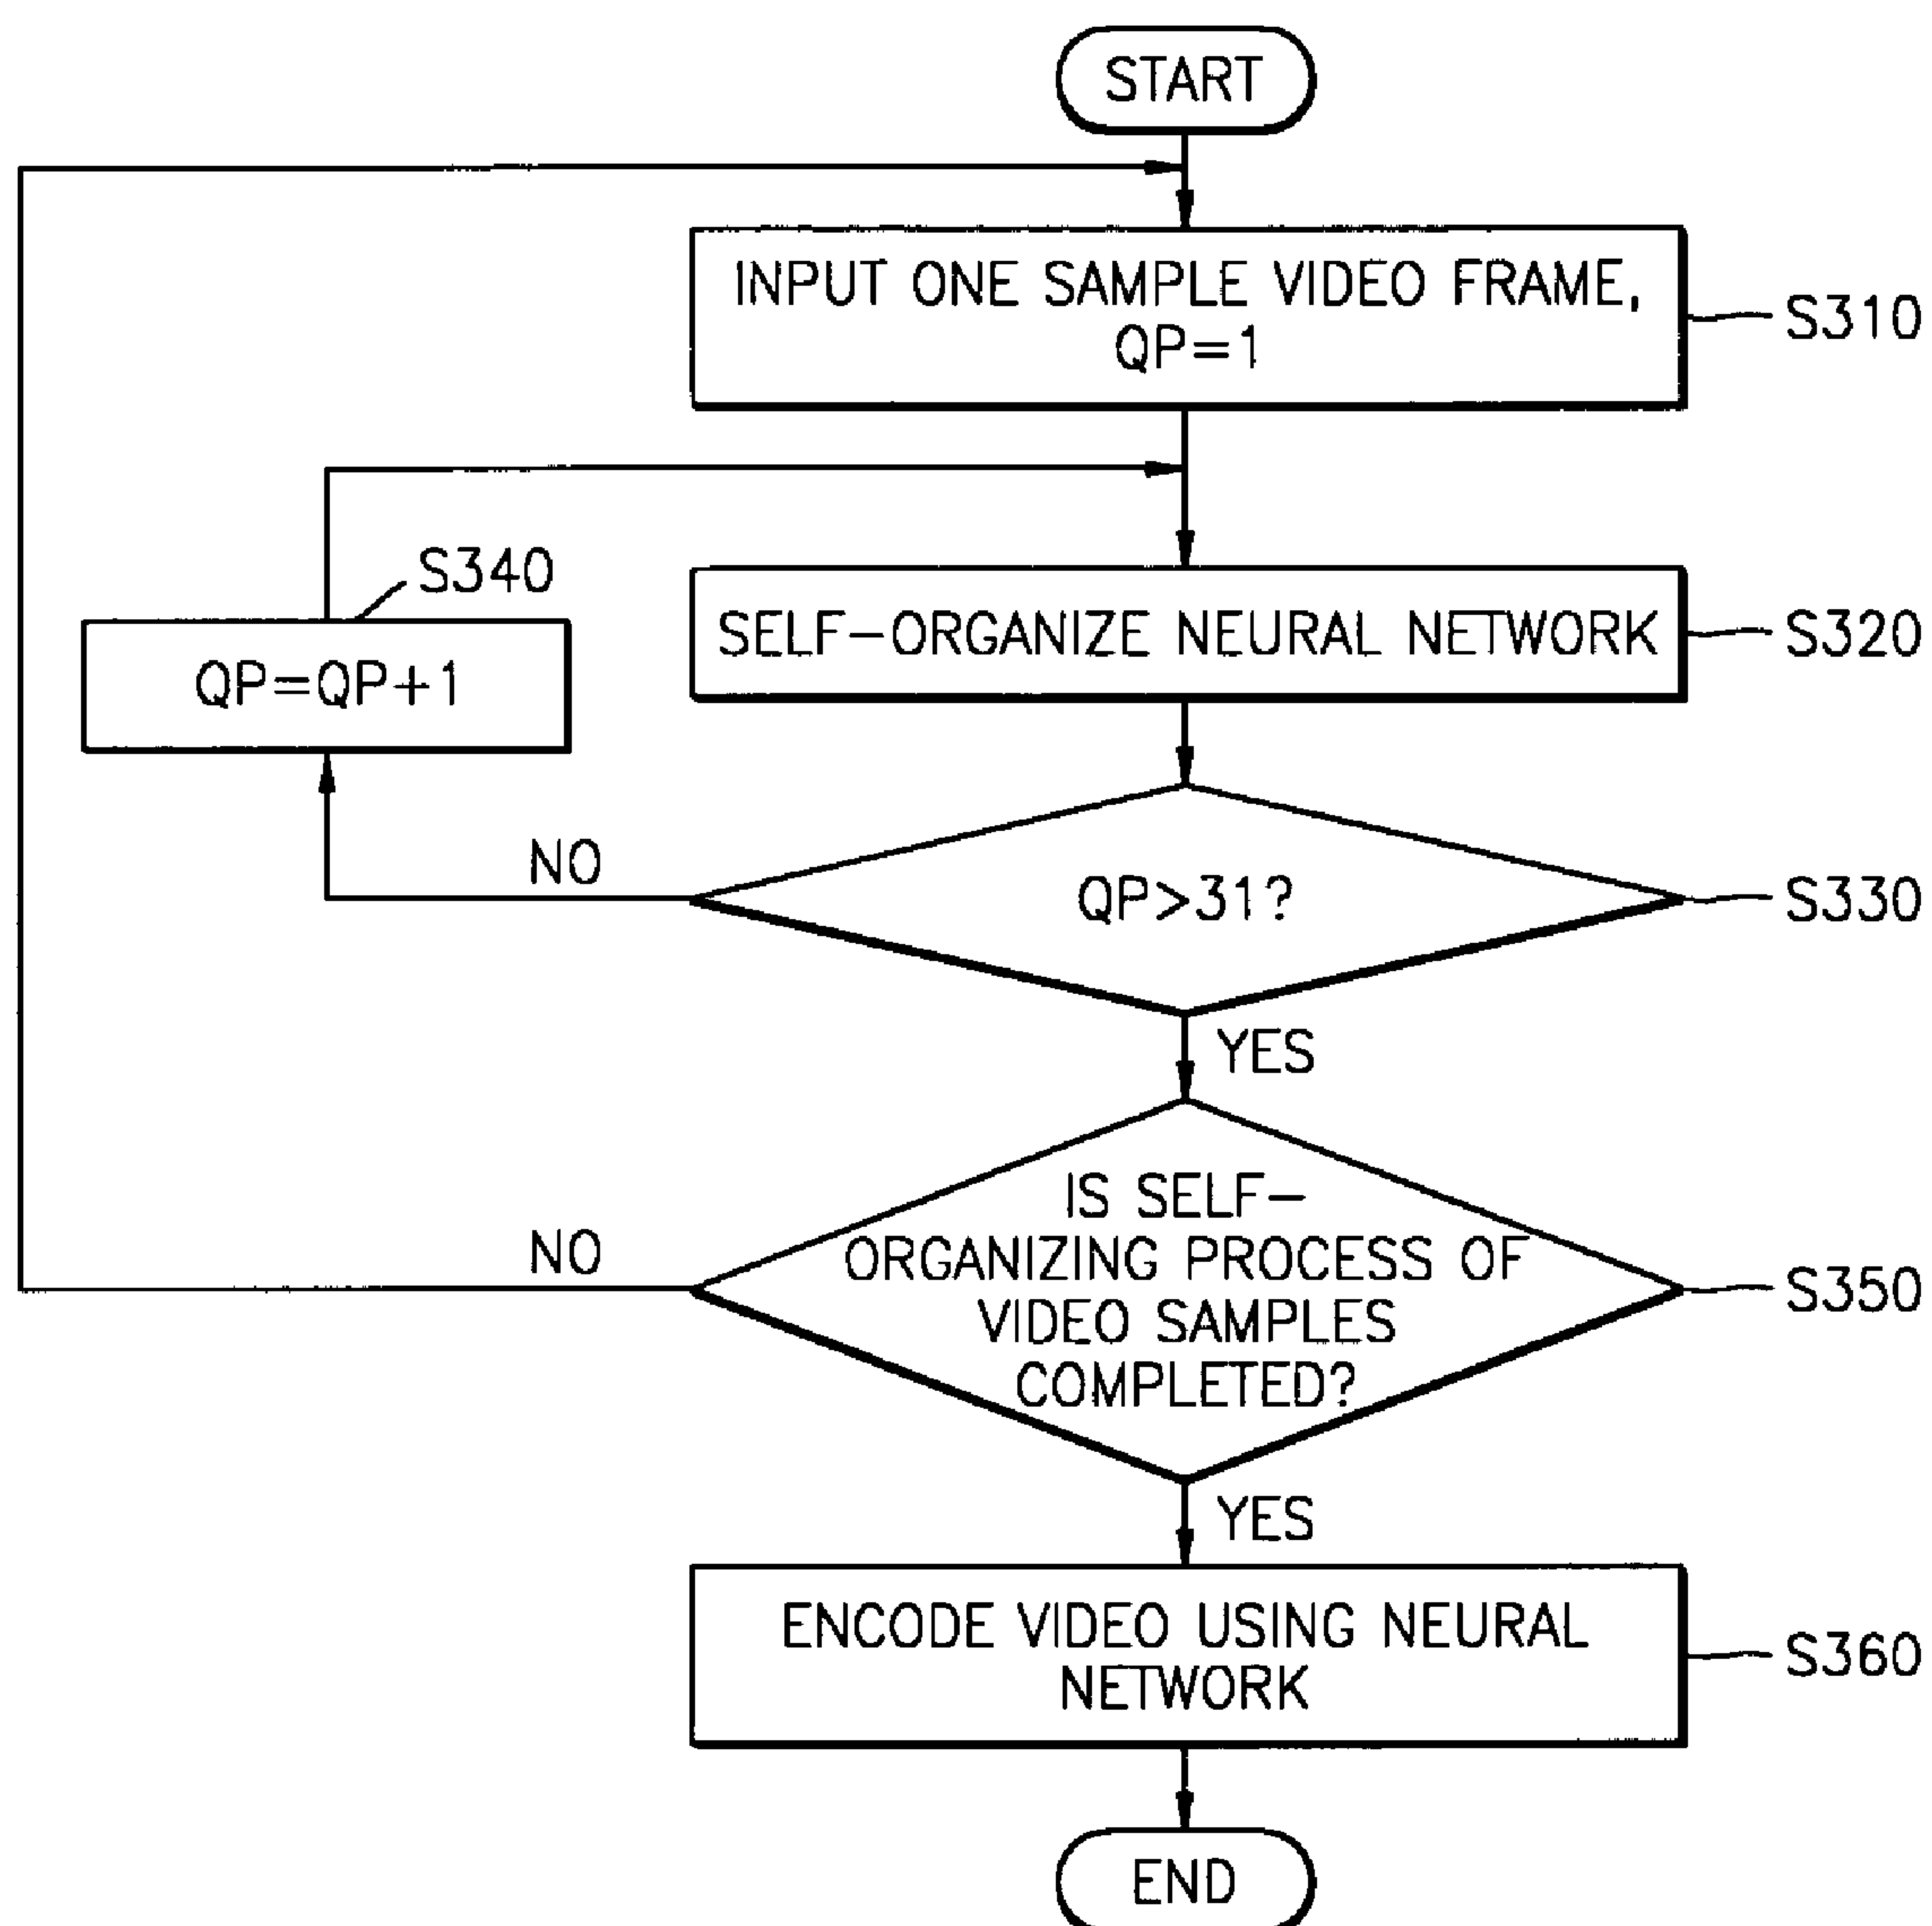 START
INPUT ONE SAMPLE VIDEO FRAME,
QP=1
S310
S340
QP=QP+1
SELF-ORGANIZE NEURAL NETWORK
S320
NO
QP>31?
S330
YES
IS SELF-
ORGANIZING PROCESS OF
VIDEO SAMPLES
COMPLETED?
NO
S350
YES
ENCODE VIDEO USING NEURAL
NETWORK
S360
END